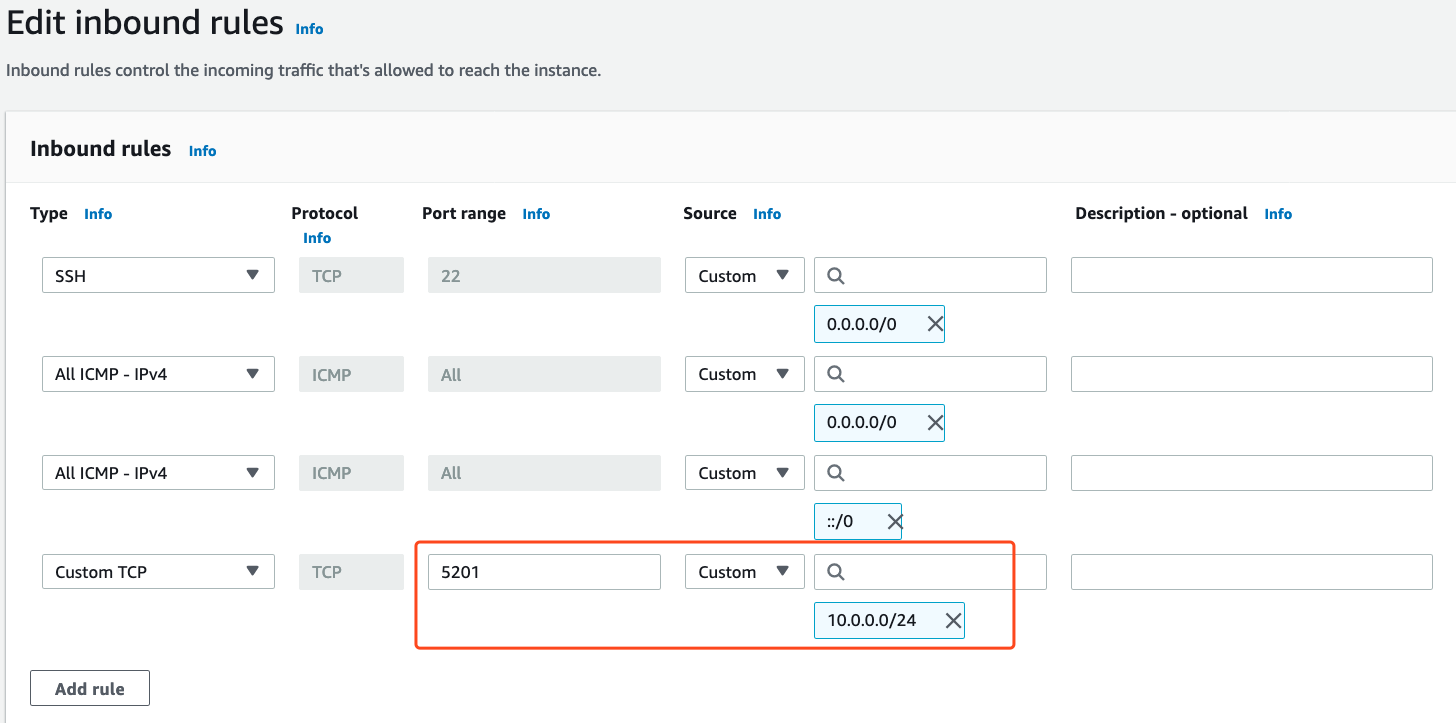 Edit inbound rules Info
Inbound rules control the incoming traffic that's allowed to reach the instance.
Inbound rules Info
Type Info Protocol Info Port range Info Source Info Description - optional Info
SSH TCP 22 Custom
0.0.0.0/0
All ICMP - IPv4 ICMP All Custom
0.0.0.0/0
All ICMP - IPv4 ICMP All Custom
::/0
Custom TCP TCP 5201 Custom
10.0.0.0/24
Add rule